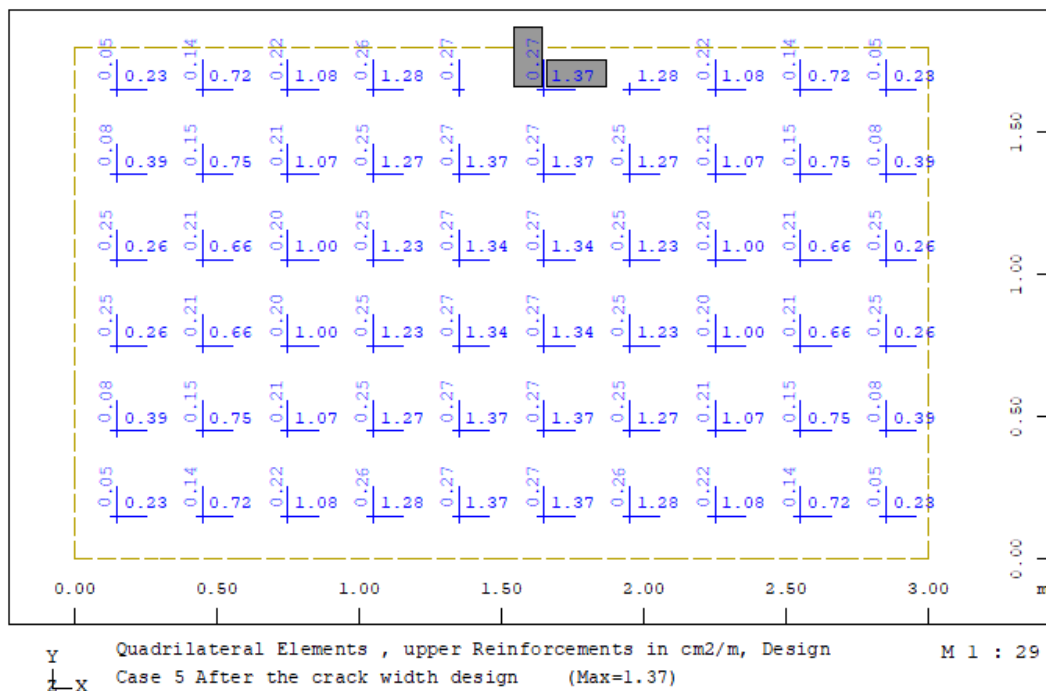 0.05 0.14 0.22 0.26 0.27 0.27 0.22 0.14 0.05
0.23 0.72 1.08 1.28 1.37 1.28 1.08 0.72 0.23
1.50
0.08 0.15 0.21 0.25 0.27 0.27 0.25 0.21 0.15 0.08
0.39 0.75 1.07 1.27 1.37 1.37 1.27 1.07 0.75 0.39
0.25 0.21 0.20 0.25 0.27 0.27 0.25 0.20 0.21 0.25
0.26 0.66 1.00 1.23 1.34 1.34 1.23 1.00 0.66 0.26
1.00
0.25 0.21 0.20 0.25 0.27 0.27 0.25 0.20 0.21 0.25
0.26 0.66 1.00 1.23 1.34 1.34 1.23 1.00 0.66 0.26
0.08 0.15 0.21 0.25 0.27 0.27 0.25 0.21 0.15 0.08
0.39 0.75 1.07 1.27 1.37 1.37 1.27 1.07 0.75 0.39
0.50
0.05 0.14 0.22 0.26 0.27 0.27 0.26 0.22 0.14 0.05
0.23 0.72 1.08 1.28 1.37 1.37 1.28 1.08 0.72 0.23
0.00
0.00 0.50 1.00 1.50 2.00 2.50 3.00 m
Y
Z X
Quadrilateral Elements , upper Reinforcements in cm2/m, Design M 1 : 29
Case 5 After the crack width design (Max=1.37)